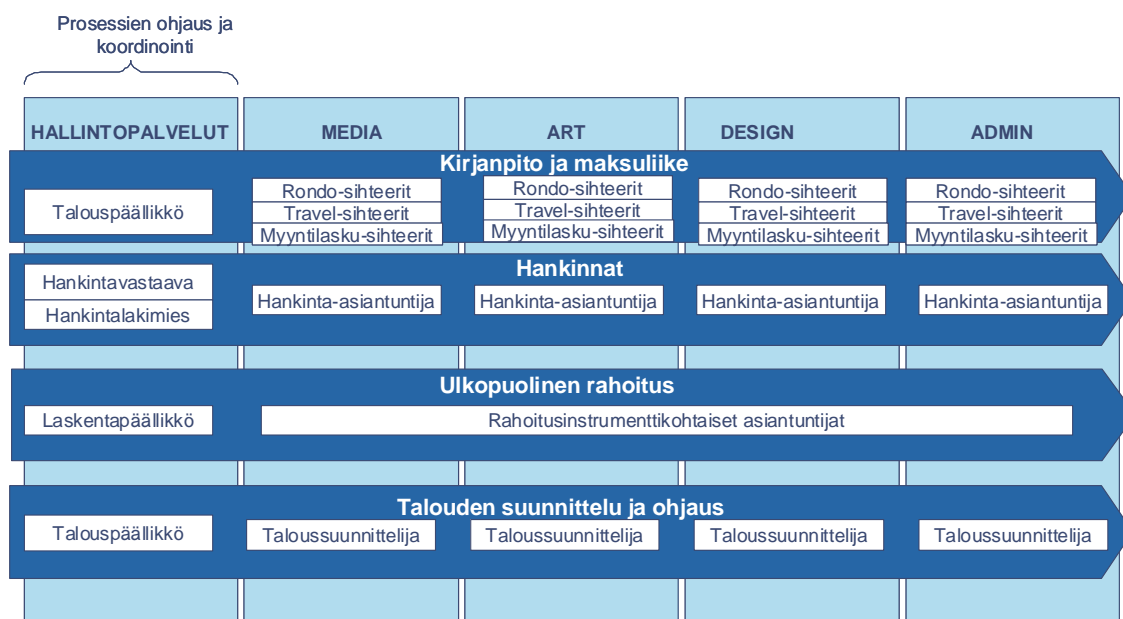 Prosessien ohjaus ja
koordinointi
HALLINTOPALVELUT MEDIA ART DESIGN ADMIN
Kirjanpito ja maksuliike
Talouspäällikkö
Rondo-sihteerit
Travel-sihteerit
Myyntilasku-sihteerit
Rondo-sihteerit
Travel-sihteerit
Myyntilasku-sihteerit
Rondo-sihteerit
Travel-sihteerit
Myyntilasku-sihteerit
Rondo-sihteerit
Travel-sihteerit
Myyntilasku-sihteerit
Hankinnat
Hankintavastaava
Hankintalakimies
Hankinta-asiantuntija
Hankinta-asiantuntija
Hankinta-asiantuntija
Hankinta-asiantuntija
Ulkopuolinen rahoitus
Laskentapäällikkö
Rahoitusinstrumenttikohtaiset asiantuntijat
Talouden suunnittelu ja ohjaus
Talouspäällikkö
Taloussuunnittelija
Taloussuunnittelija
Taloussuunnittelija
Taloussuunnittelija